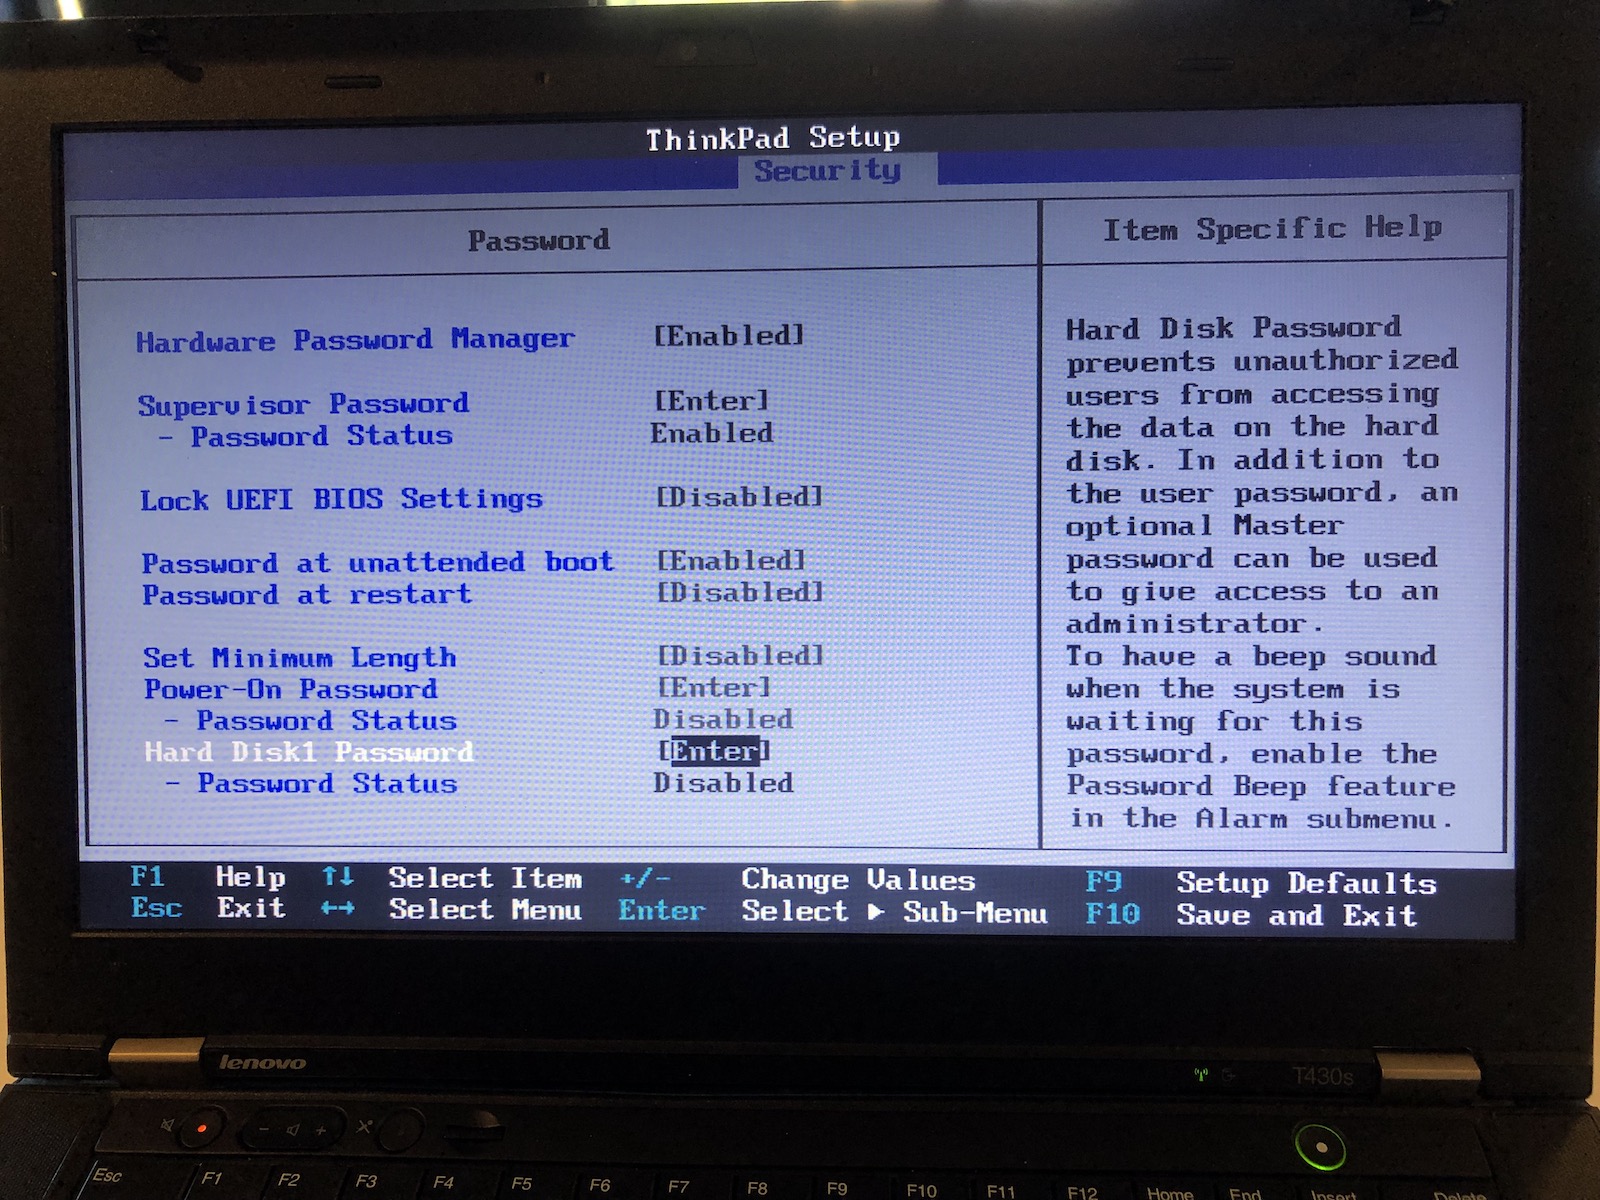 ThinkPad Setup
Security
Password
Item Specific Help
Hardware Password Manager [Enabled]
Supervisor Password [Enter]
- Password Status Enabled
Lock UEFI BIOS Settings [Disabled]
Password at unattended boot [Enabled]
Password at restart [Disabled]
Set Minimum Length [Disabled]
Power-On Password [Enter]
- Password Status Disabled
Hard Disk1 Password [Enter]
- Password Status Disabled
Hard Disk Password
prevents unauthorized
users from accessing
the data on the hard
disk. In addition to
the user password, an
optional Master
password can be used
to give access to an
administrator.
To have a beep sound
when the system is
waiting for this
password, enable the
Password Beep feature
in the Alarm submenu.
F1 Help ↑↓ Select Item +/- Change Values F9 Setup Defaults
Esc Exit ←→ Select Menu Enter Select ▶ Sub-Menu F10 Save and Exit
lenovo
T430s
Esc F1 F2 F3 F4 F5 F6 F7 F8 F9 F10 F11 F12 Home End Insert Delete